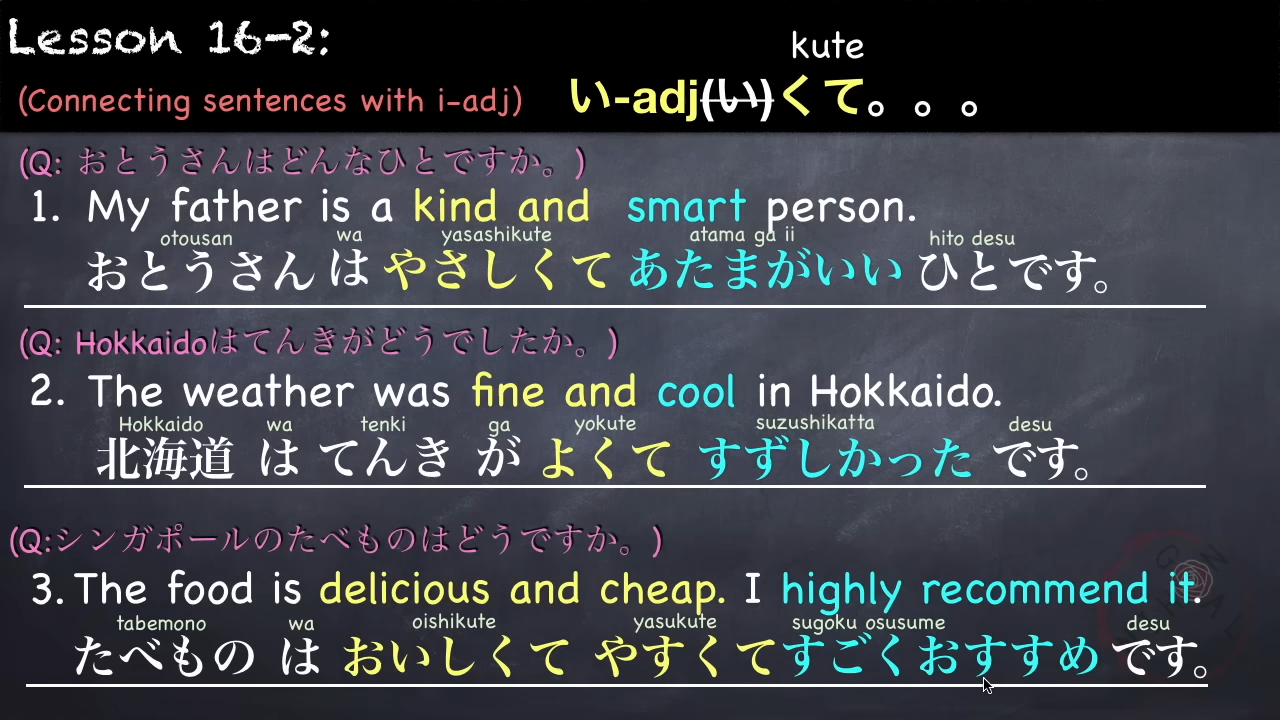 Lesson 16-2:
kute
(Connecting sentences with i-adj) い-adj(い)くて。。。
(Q: おとうさんはどんなひとですか。)
1. My father is a kind and smart person.
otousan wa yasashikute atama ga ii hito desu
おとうさん は やさしくて あたまがいい ひとです。
(Q: Hokkaidoはてんきがどうでしたか。)
2. The weather was fine and cool in Hokkaido.
Hokkaido wa tenki ga yokute suzushikatta desu
北海道 は てんき が よくて すずしかった です。
(Q:シンガポールのたべものはどうですか。)
3. The food is delicious and cheap. I highly recommend it.
tabemono wa oishikute yasukute sugoku osusume desu
たべもの は おいしくて やすくてすごくおすすめ です。